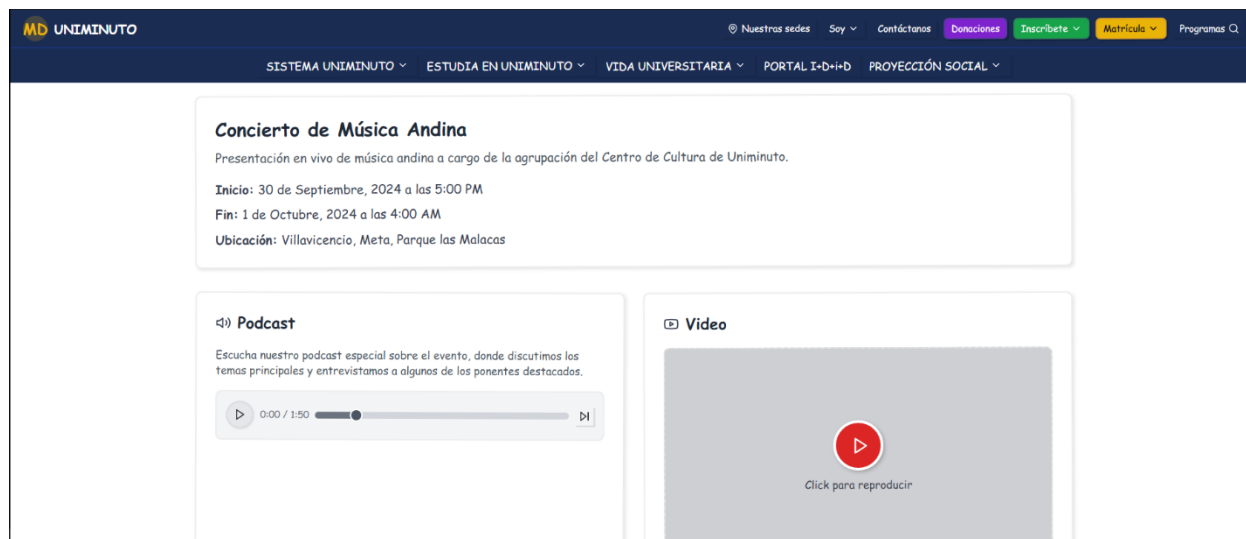 MD UNIMINUTO
Nuestras sedes Soy Contáctanos Donaciones Inscríbete Matrícula Programas
SISTEMA UNIMINUTO ESTUDIA EN UNIMINUTO VIDA UNIVERSITARIA PORTAL I+D+i+D PROYECCIÓN SOCIAL
Concierto de Música Andina
Presentación en vivo de música andina a cargo de la agrupación del Centro de Cultura de Uniminuto.
Inicio: 30 de Septiembre, 2024 a las 5:00 PM
Fin: 1 de Octubre, 2024 a las 4:00 AM
Ubicación: Villavicencio, Meta, Parque las Malacas
Podcast
Escucha nuestro podcast especial sobre el evento, donde discutimos los
temas principales y entrevistamos a algunos de los ponentes destacados.
0:00 / 1:50
Video
Click para reproducir